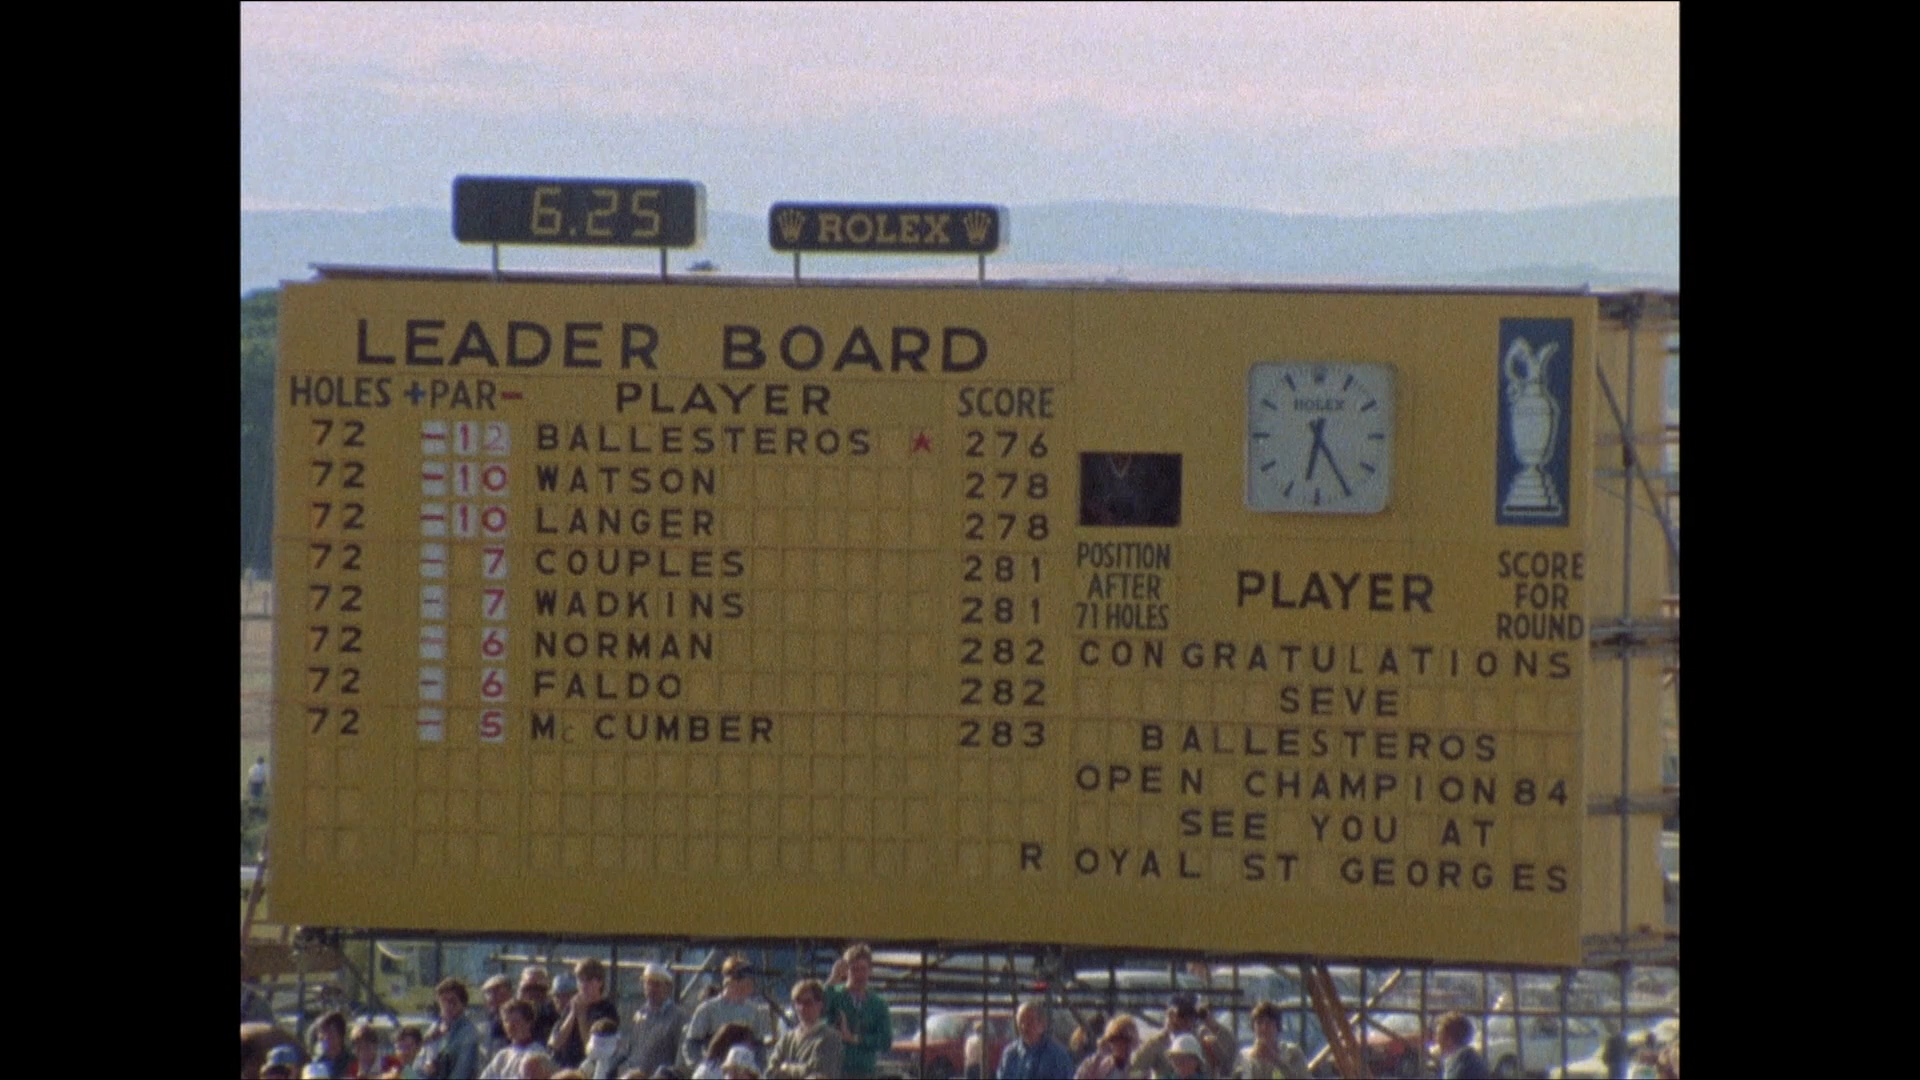 6.25
ROLEX
LEADER BOARD
HOLES +PAR- PLAYER SCORE
72 -12 BALLESTEROS ★ 276
72 -10 WATSON 278
72 -10 LANGER 278
72 - 7 COUPLES 281
72 - 7 WADKINS 281
72 - 6 NORMAN 282
72 - 6 FALDO 282
72 - 5 Mc CUMBER 283
ROLEX
POSITION
AFTER
71 HOLES
PLAYER
SCORE
FOR
ROUND
CONGRATULATIONS
SEVE
BALLESTEROS
OPEN CHAMPION 84
SEE YOU AT
ROYAL ST GEORGES